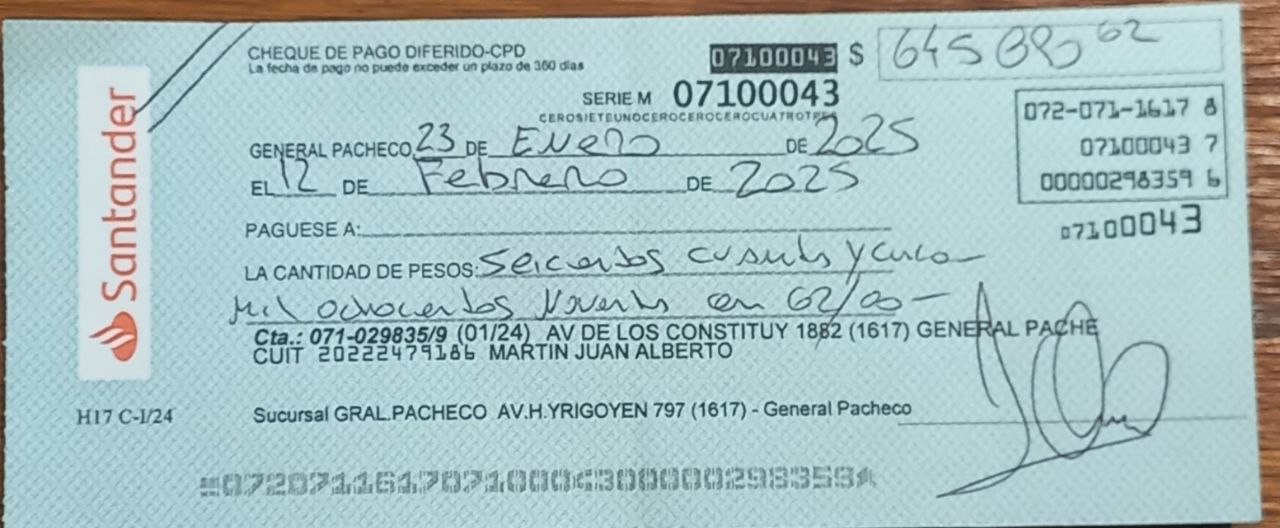 CHEQUE DE PAGO DIFERIDO-CPD
La fecha de pago no puede exceder un plazo de 360 días
07100043 $ 645 890 62
SERIE M 07100043
CEROSIETEUNOCEROCEROCEROCUATROTRES
072-071-1617 8
07100043 7
00000298359 6
07100043
GENERAL PACHECO 23 DE Enero DE 2025
EL 12 DE Febrero DE 2025
PAGUESE A:
LA CANTIDAD DE PESOS: Seiscientos cuarenta y cinco
Mil ochocientos Noventa con 62/00-
Cta.: 071-029835/9 (01/24) AV DE LOS CONSTITUY 1882 (1617) GENERAL PACHE
CUIT 20222479186 MARTIN JUAN ALBERTO
Santander
H17 C-I/24
Sucursal GRAL.PACHECO AV.H.YRIGOYEN 797 (1617) - General Pacheco